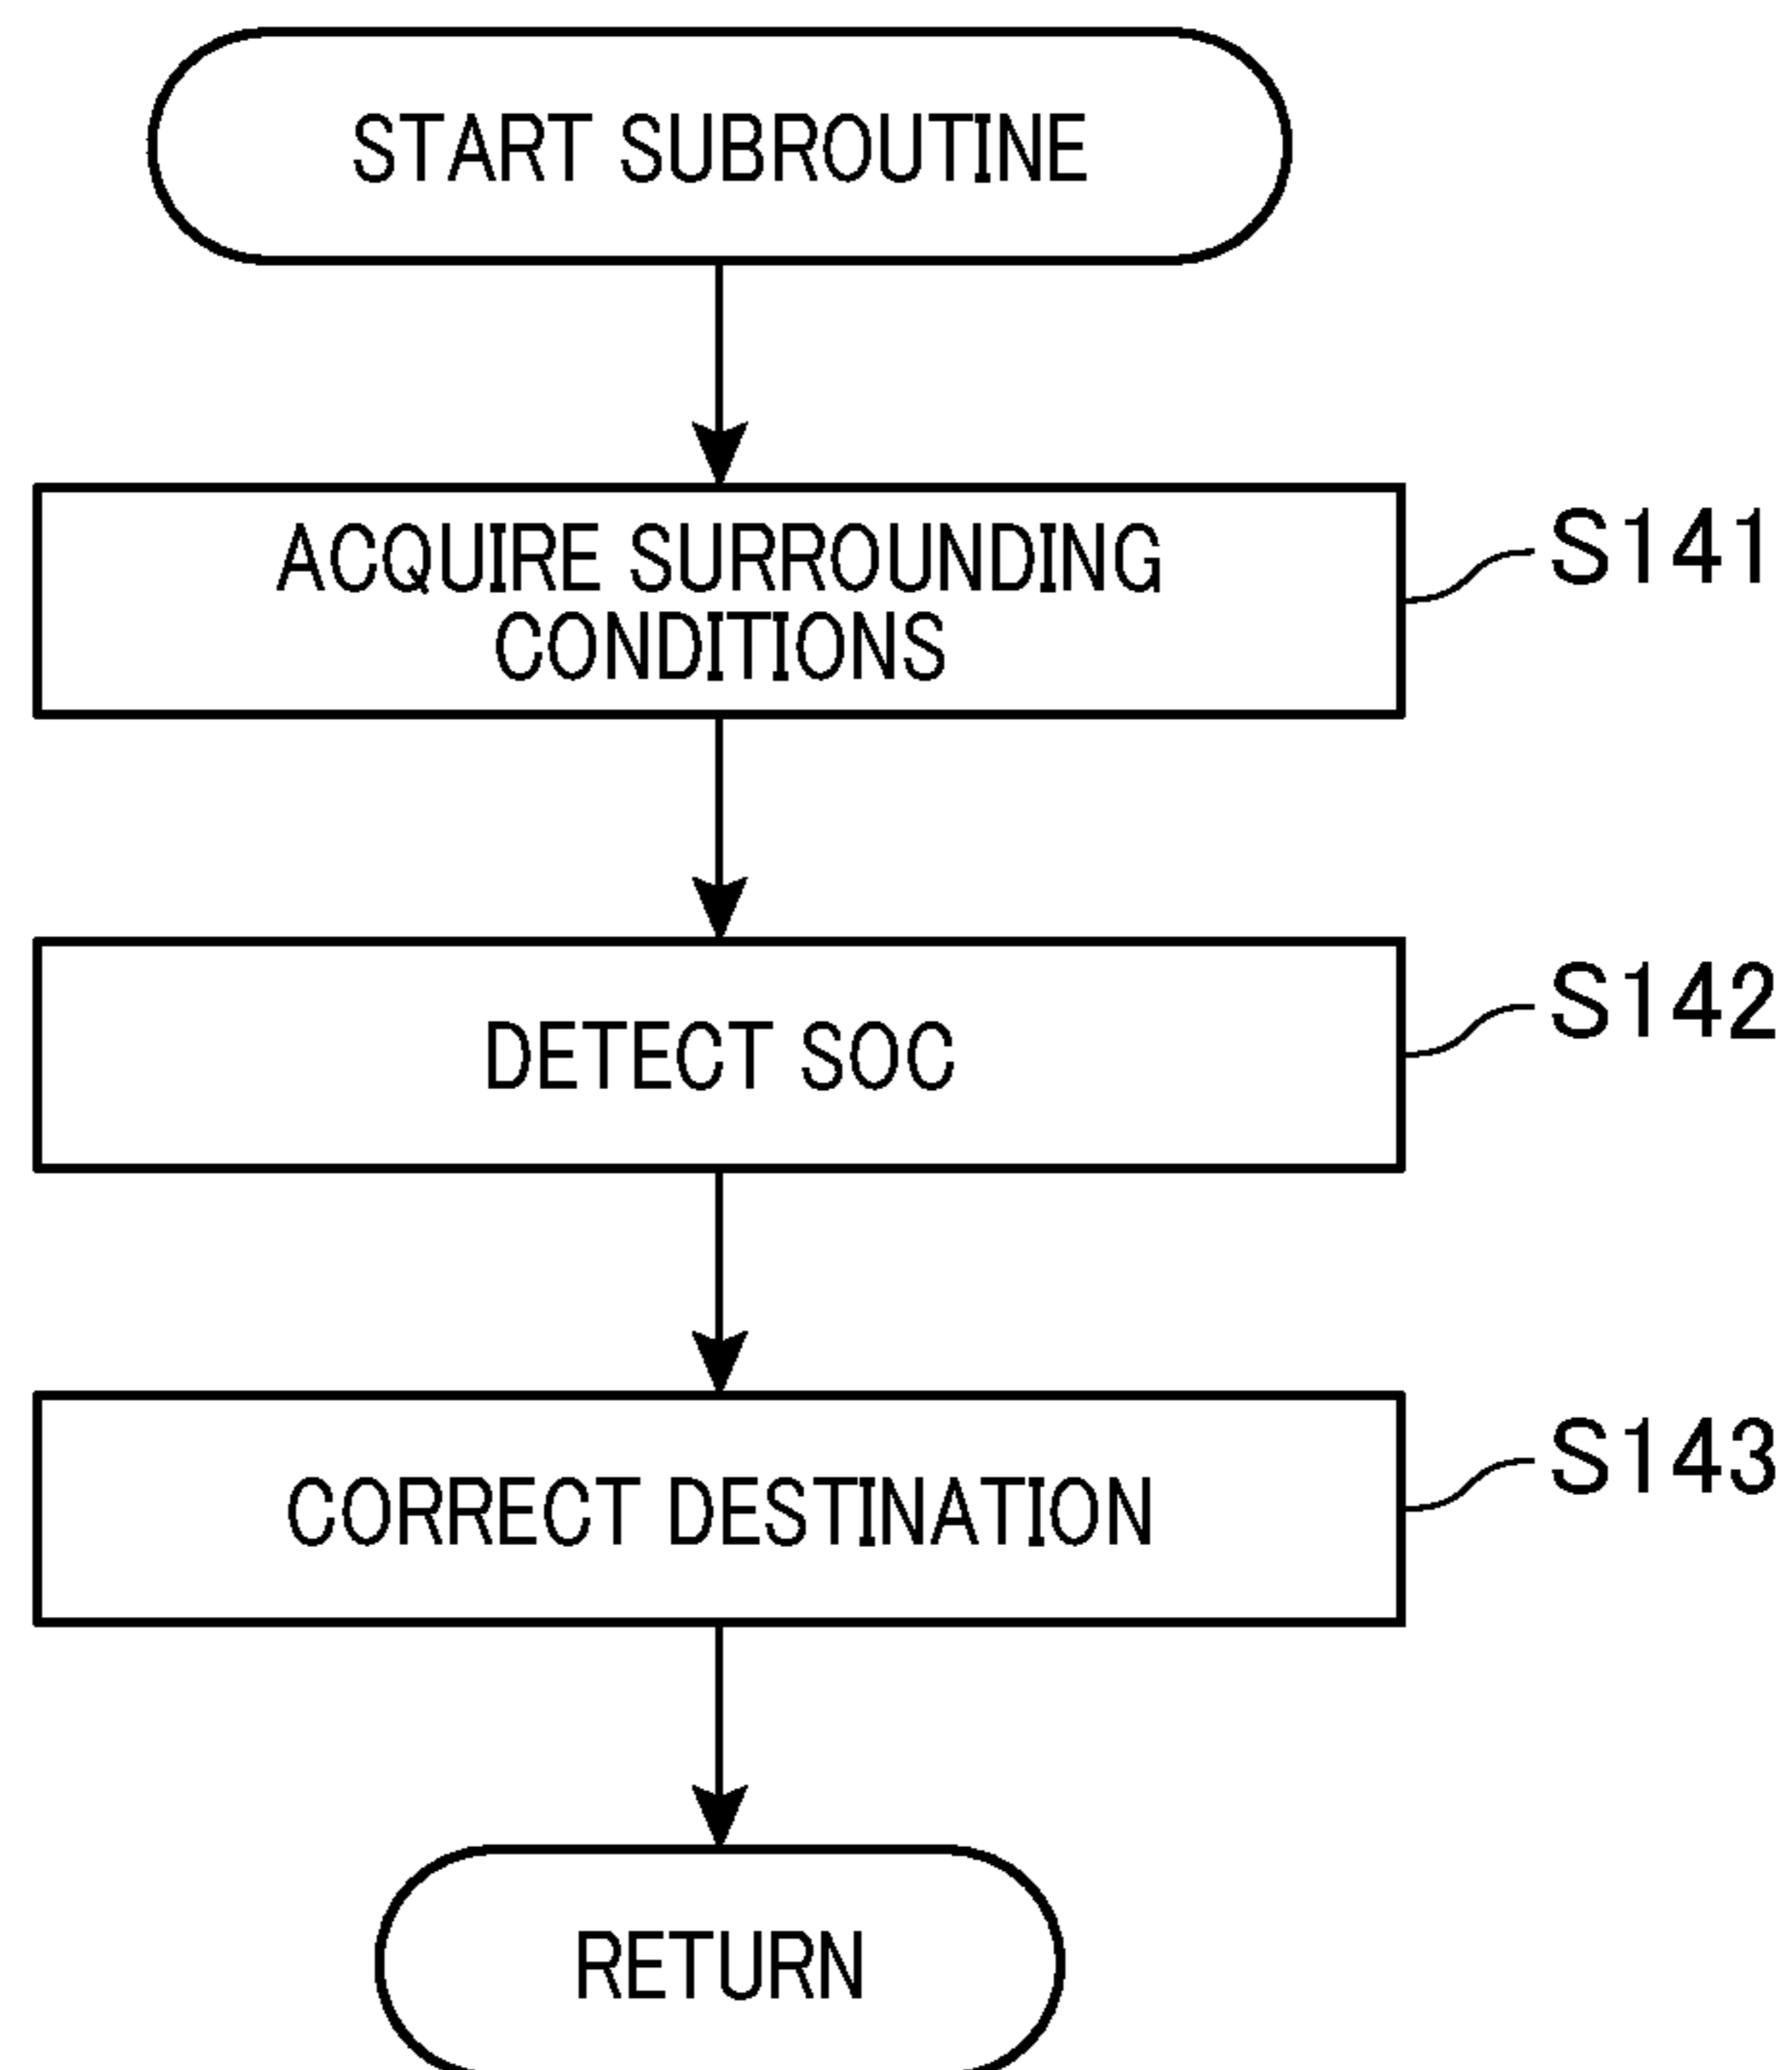 START SUBROUTINE
ACQUIRE SURROUNDING
CONDITIONS
S141
DETECT SOC
S142
CORRECT DESTINATION
S143
RETURN